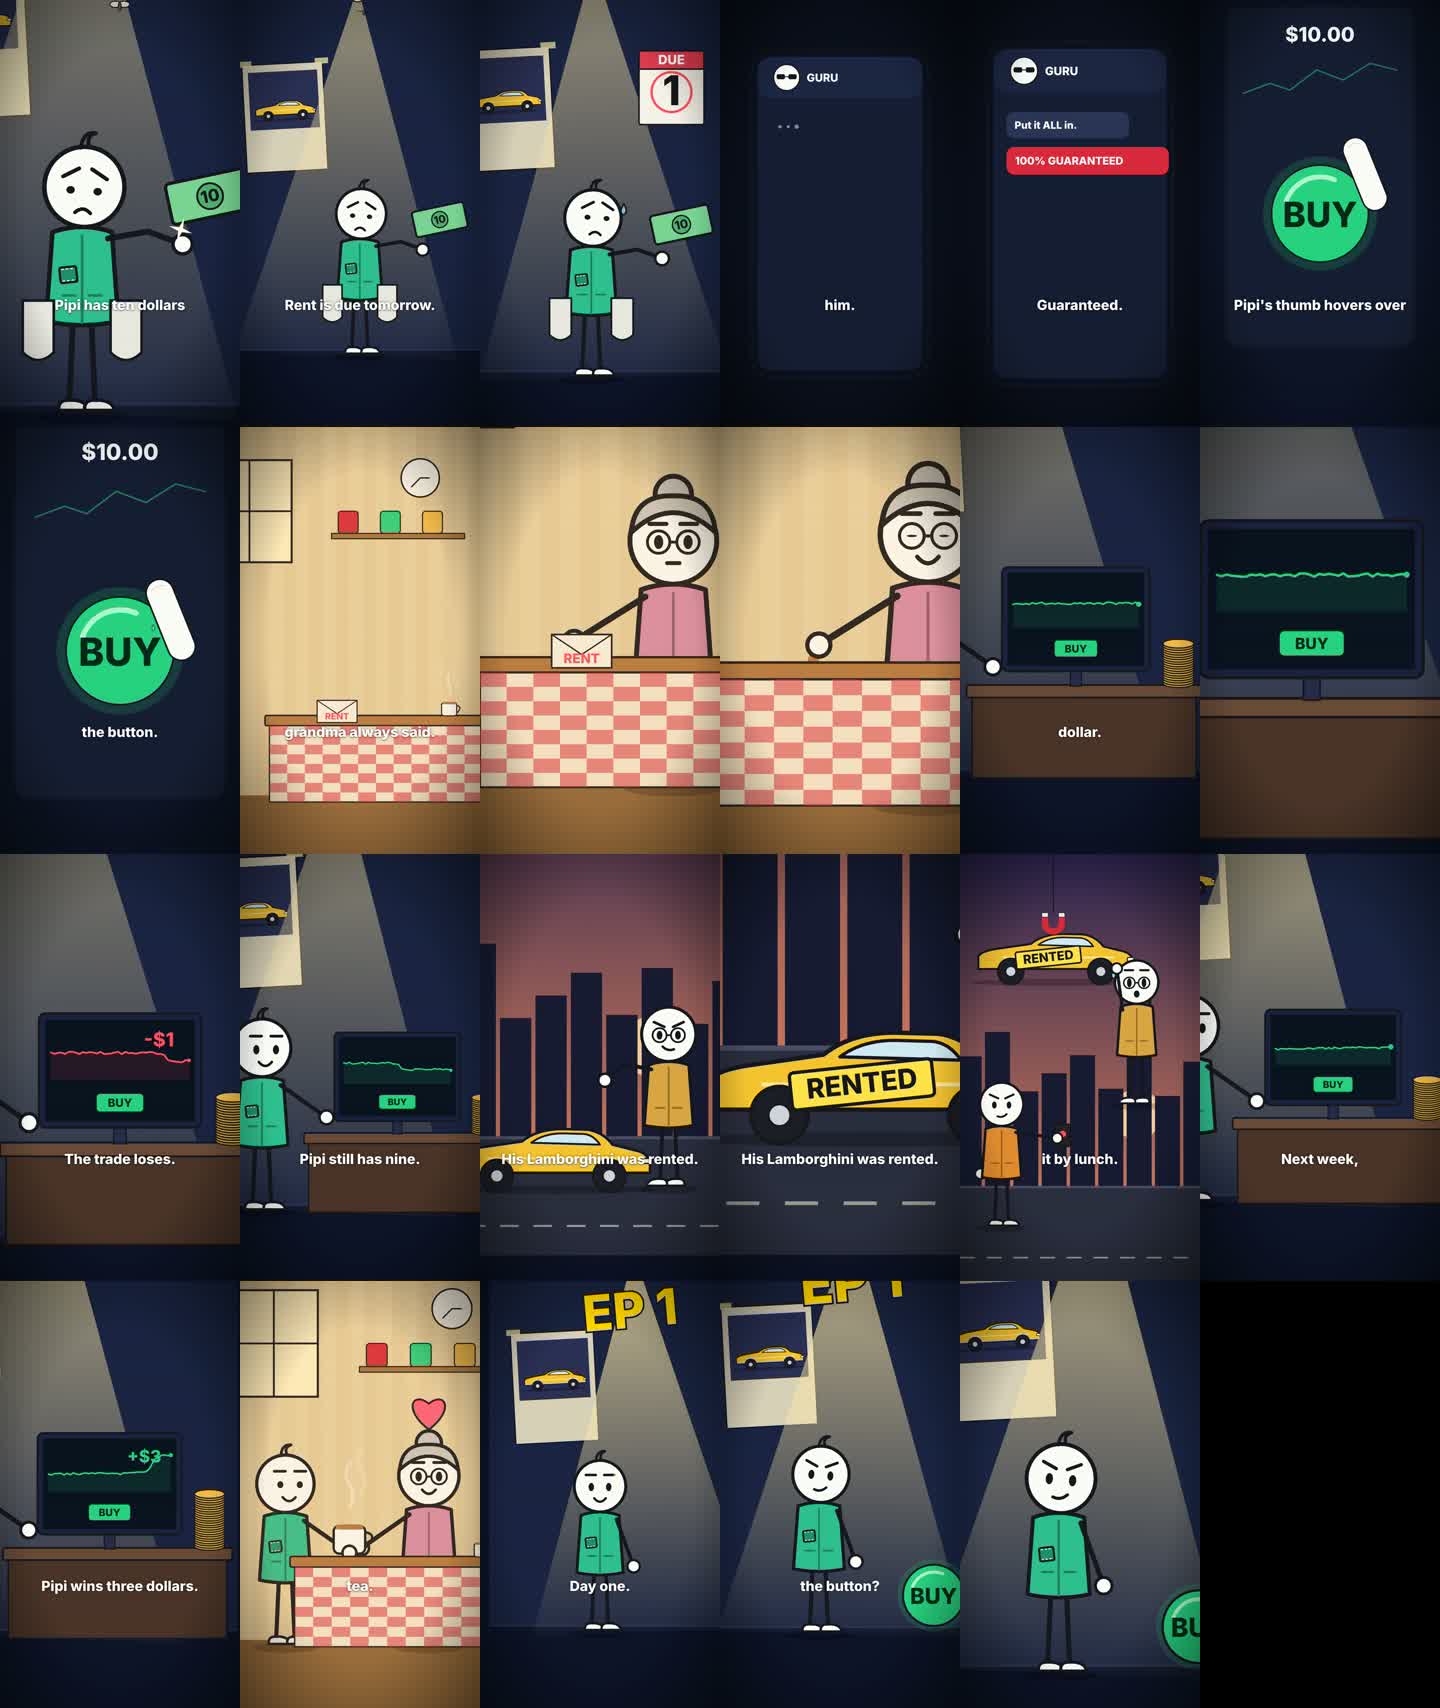 10
Pipi has ten dollars
10
Rent is due tomorrow.
DUE
1
10
GURU
him.
GURU
Put it ALL in.
100% GUARANTEED
Guaranteed.
$10.00
BUY
Pipi's thumb hovers over
$10.00
BUY
the button.
RENT
grandma always said.
RENT
BUY
dollar.
BUY
-$1
BUY
The trade loses.
BUY
Pipi still has nine.
His Lamborghini was rented.
RENTED
His Lamborghini was rented.
RENTED
it by lunch.
BUY
Next week,
+$3
BUY
Pipi wins three dollars.
tea.
EP 1
Day one.
EP 1
the button?
BUY
BU